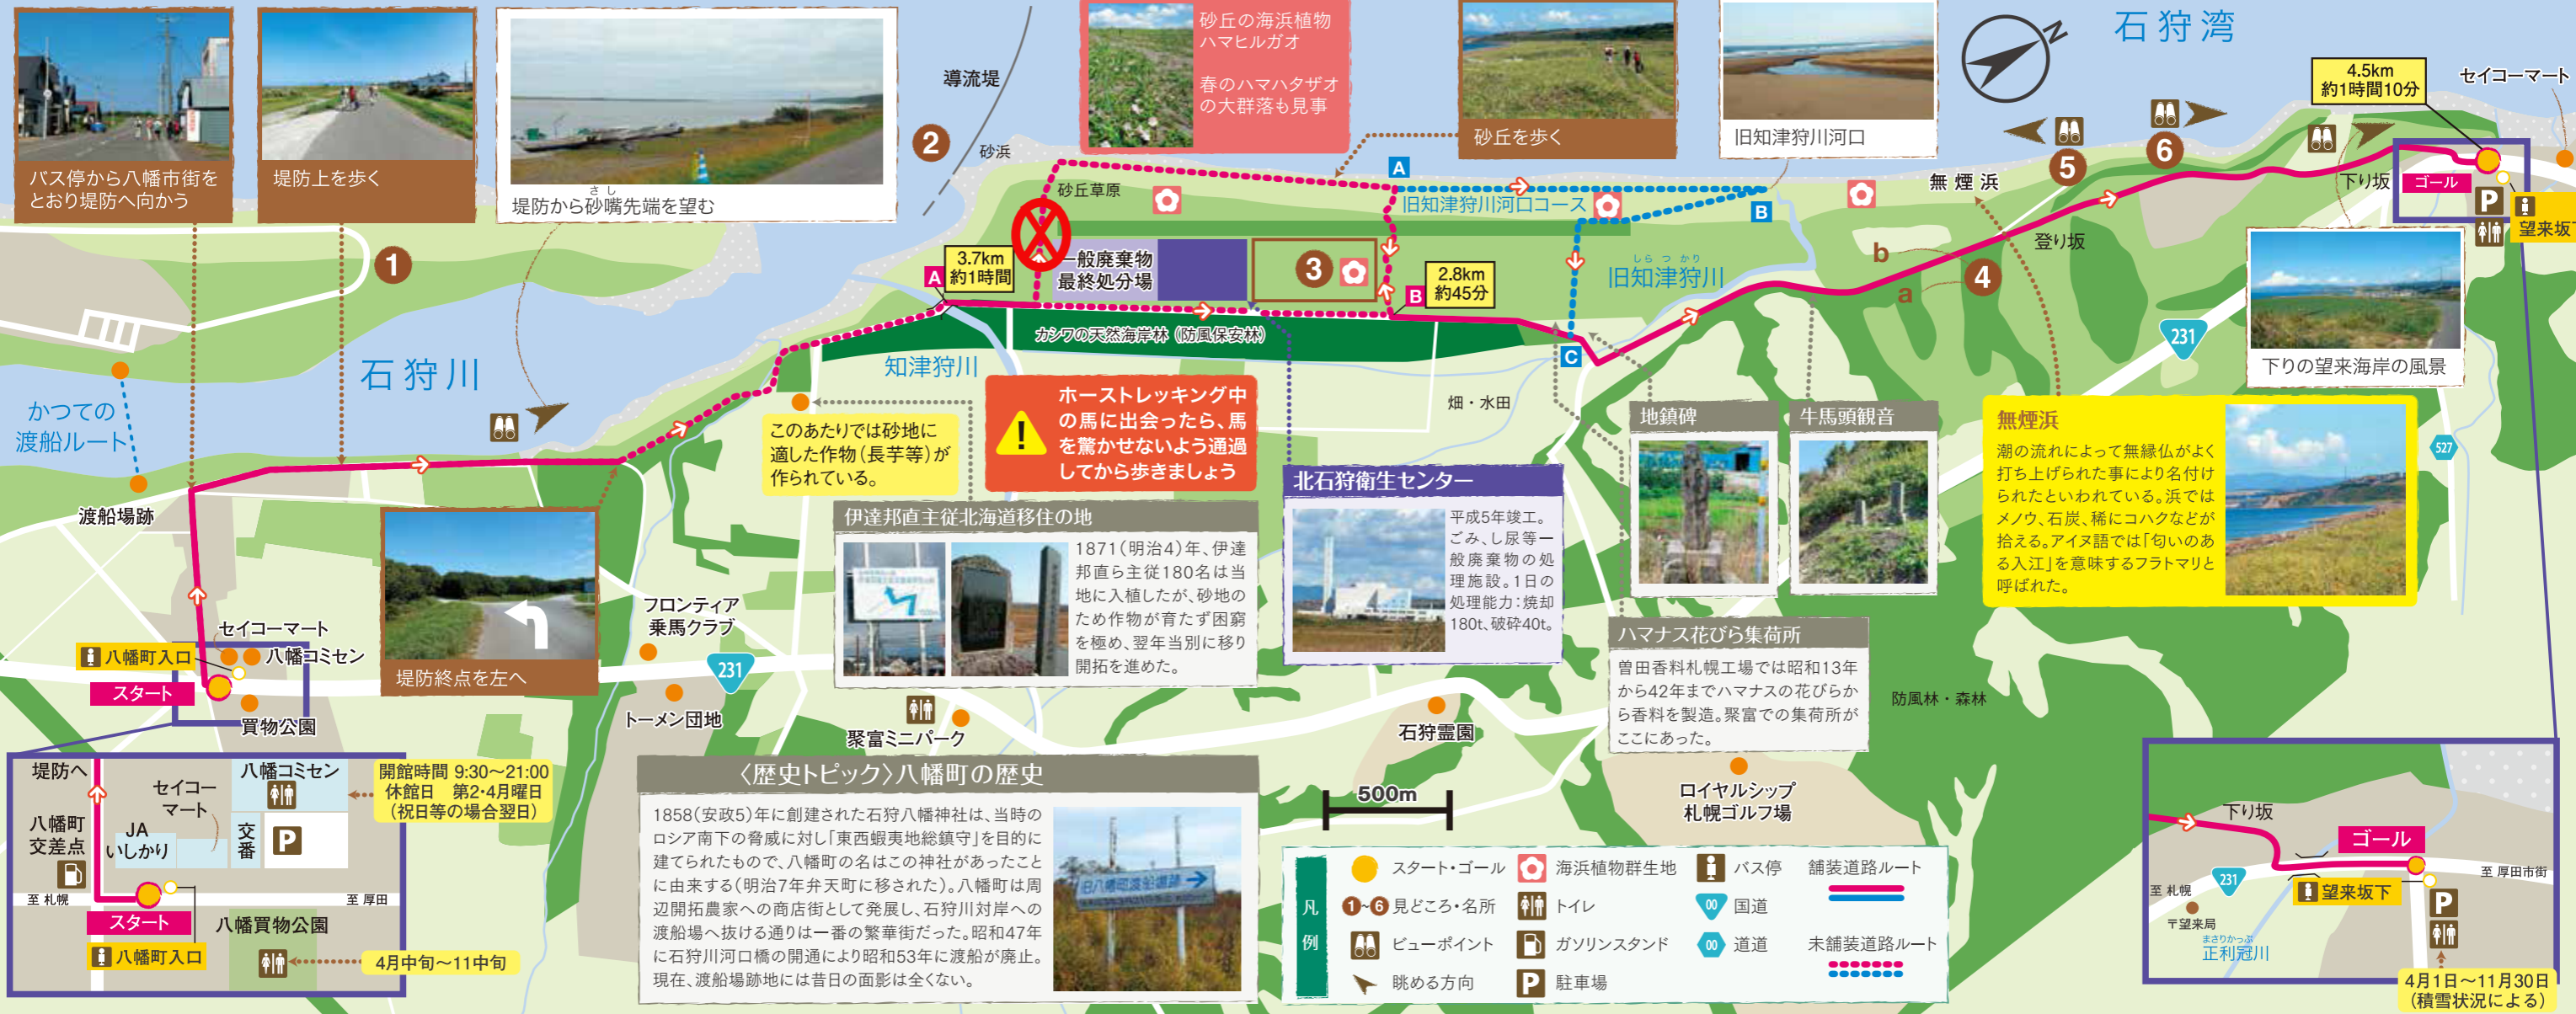 バス停から八幡市街を
とおり堤防へ向かう
堤防上を歩く
さし
堤防から砂嘴先端を望む
導流堤
砂浜
砂丘の海浜植物
ハマヒルガオ
春のハマハタザオ
の大群落も見事
砂丘を歩く
旧知津狩川河口
N
石狩湾
4.5km
約1時間10分
セイコーマート
1
2
3
4
5
6
砂丘草原
A
旧知津狩川河口コース
B
無煙浜
下り坂
ゴール
P
望来坂下
登り坂
b
a
A
3.7km
約1時間
一般廃棄物
最終処分場
B
2.8km
約45分
しらつかり
旧知津狩川
カシワの天然海岸林(防風保安林)
C
231
下りの望来海岸の風景
石狩川
知津狩川
かつての
渡船ルート
渡船場跡
このあたりでは砂地に
適した作物(長芋等)が
作られている。
!
ホーストレッキング中
の馬に出会ったら、馬
を驚かせないよう通過
してから歩きましょう
畑・水田
地鎮碑
牛馬頭観音
無煙浜
潮の流れによって無縁仏がよく
打ち上げられた事により名付け
られたといわれている。浜では
メノウ、石炭、稀にコハクなどが
拾える。アイヌ語では「匂いのあ
る入江」を意味するフラトマリと
呼ばれた。
527
北石狩衛生センター
平成5年竣工。
ごみ、し尿等一
般廃棄物の処
理施設。1日の
処理能力:焼却
180t、破砕40t。
伊達邦直主従北海道移住の地
1871(明治4)年、伊達
邦直ら主従180名は当
地に入植したが、砂地の
ため作物が育たず困窮
を極め、翌年当別に移り
開拓を進めた。
堤防終点を左へ
フロンティア
乗馬クラブ
231
トーメン団地
聚富ミニパーク
石狩霊園
ハマナス花びら集荷所
曽田香料札幌工場では昭和13年
から42年までハマナスの花びらか
ら香料を製造。聚富での集荷所が
ここにあった。
防風林・森林
ロイヤルシップ
札幌ゴルフ場
セイコーマート
八幡町入口
八幡コミセン
スタート
買物公園
堤防へ
セイコー
マート
八幡コミセン
開館時間 9:30～21:00
休館日 第2・4月曜日
(祝日等の場合翌日)
八幡町
交差点
JA
いしかり
交番
P
至 札幌
至 厚田
スタート
八幡買物公園
八幡町入口
4月中旬～11中旬
〈歴史トピック〉八幡町の歴史
1858(安政5)年に創建された石狩八幡神社は、当時の
ロシア南下の脅威に対し「東西蝦夷地総鎮守」を目的に
建てられたもので、八幡町の名はこの神社があったこと
に由来する(明治7年弁天町に移された)。八幡町は周
辺開拓農家への商店街として発展し、石狩川対岸への
渡船場へ抜ける通りは一番の繁華街だった。昭和47年
に石狩川河口橋の開通により昭和53年に渡船が廃止。
現在、渡船場跡地には昔日の面影は全くない。
旧八幡町渡船場跡
500m
凡例
スタート・ゴール
海浜植物群生地
バス停
舗装道路ルート
1～6 見どころ・名所
トイレ
00 国道
ビューポイント
ガソリンスタンド
00 道道
未舗装道路ルート
眺める方向
P 駐車場
下り坂
ゴール
至 札幌
231
望来坂下
至 厚田市街
〒望来局
まさりかっぷ
正利冠川
P
4月1日～11月30日
(積雪状況による)